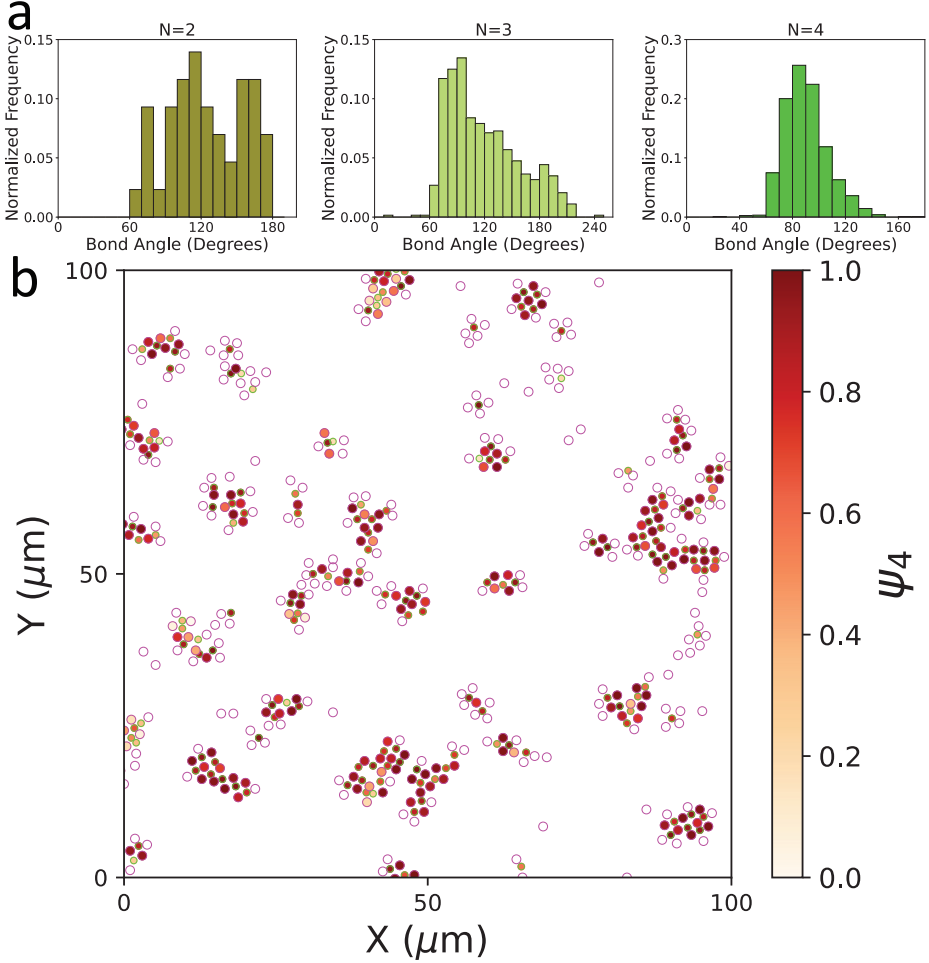 a
N=2
N=3
N=4
Normalized Frequency
0.15
0.10
0.05
0.00
0
60
120
180
Bond Angle (Degrees)
Normalized Frequency
0.15
0.10
0.05
0.00
0
60
120
180
240
Bond Angle (Degrees)
Normalized Frequency
0.3
0.2
0.1
0.0
0
40
80
120
160
Bond Angle (Degrees)
b
100
50
0
Y (μm)
0
50
100
X (μm)
1.0
0.8
0.6
0.4
0.2
0.0
ψ4